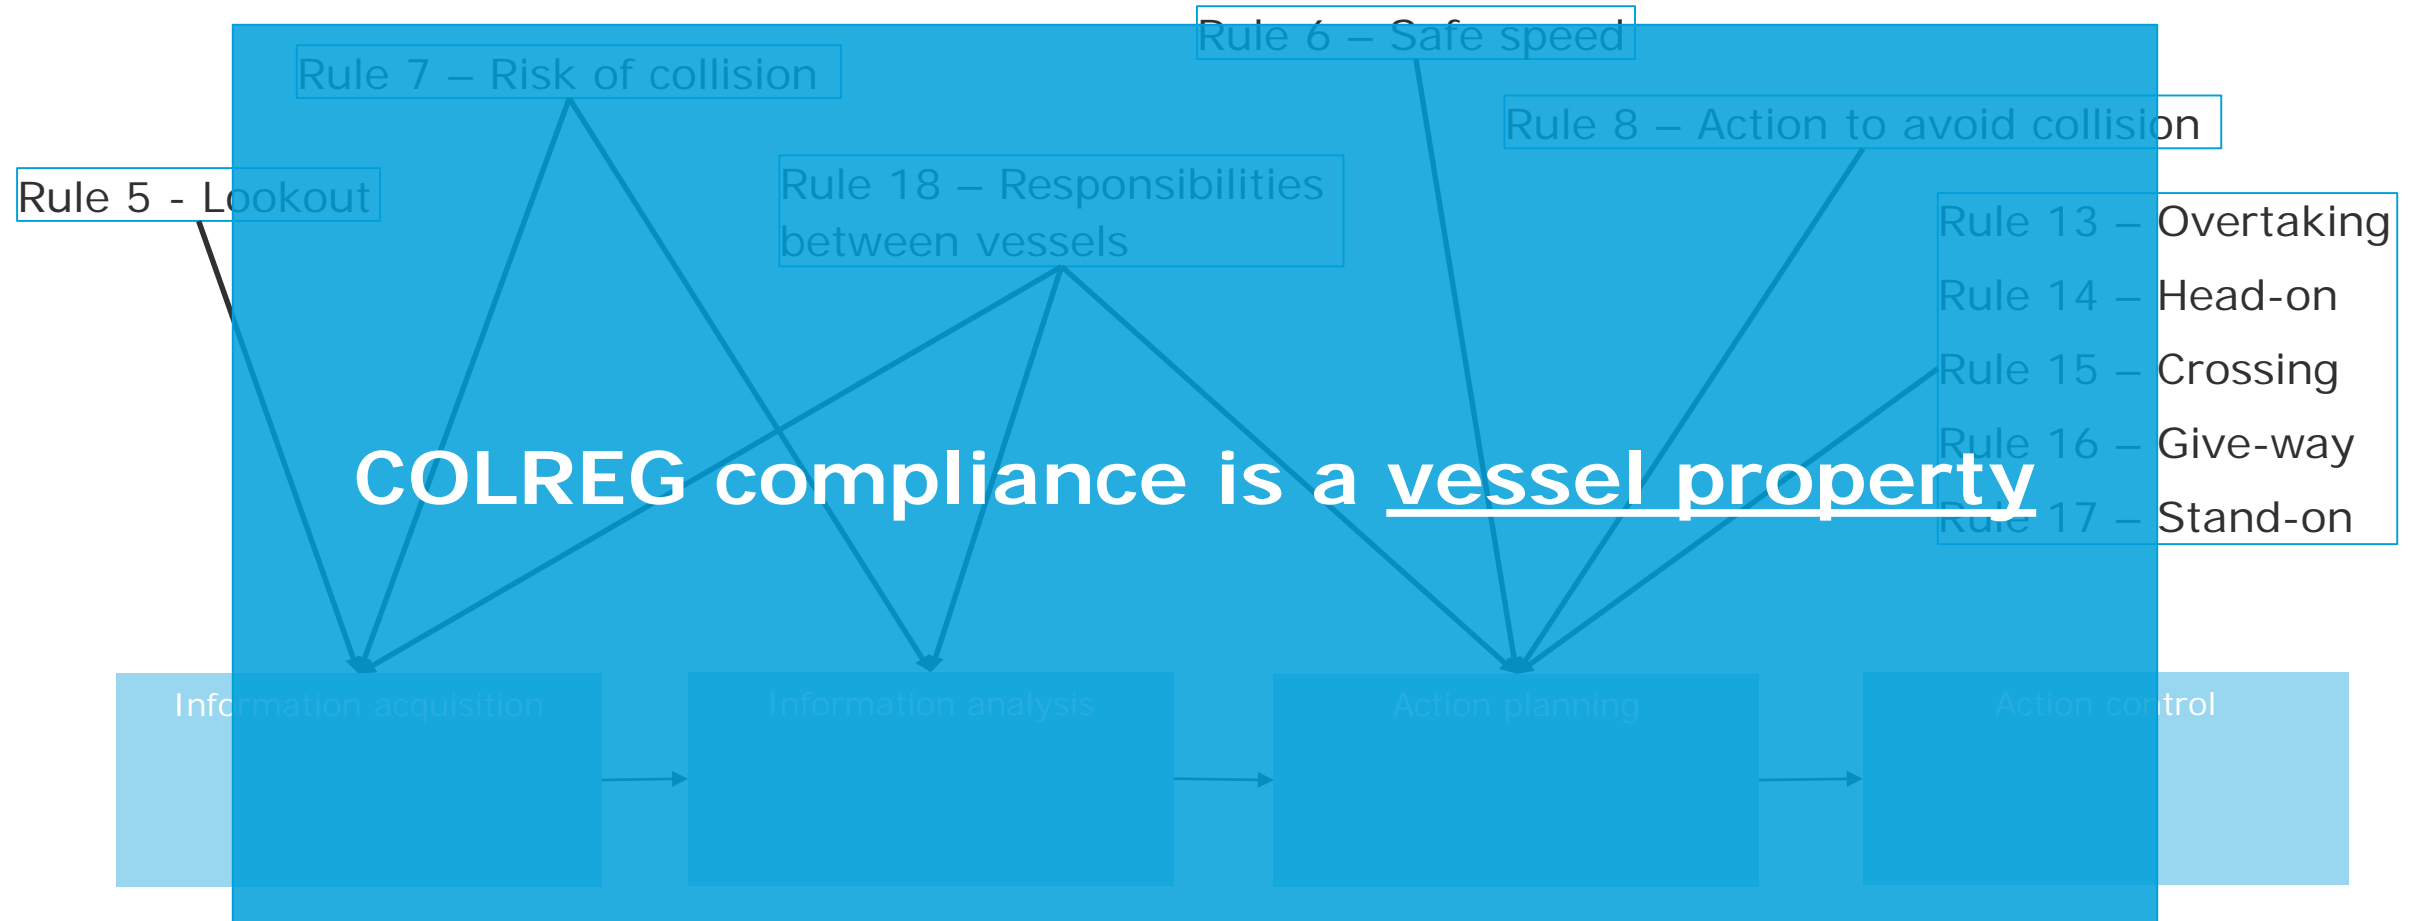 Rule 6 – Safe speed
Rule 7 – Risk of collision
Rule 8 – Action to avoid collision
Rule 5 - Lookout
Rule 18 – Responsibilities
between vessels
Rule 13 – Overtaking
Rule 14 – Head-on
Rule 15 – Crossing
Rule 16 – Give-way
Rule 17 – Stand-on
COLREG compliance is a vessel property
Information acquisition
Information analysis
Action planning
Action control